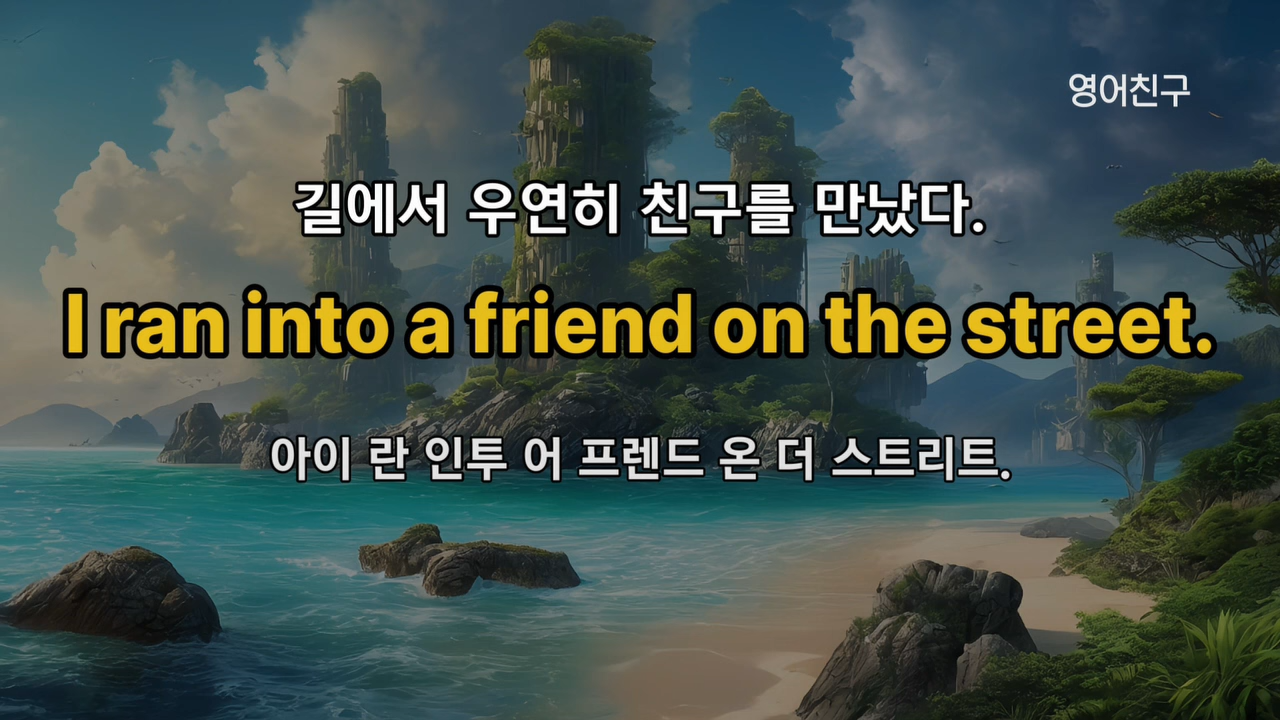 영어친구
길에서 우연히 친구를 만났다.
I ran into a friend on the street.
아이 란 인투 어 프렌드 온 더 스트리트.